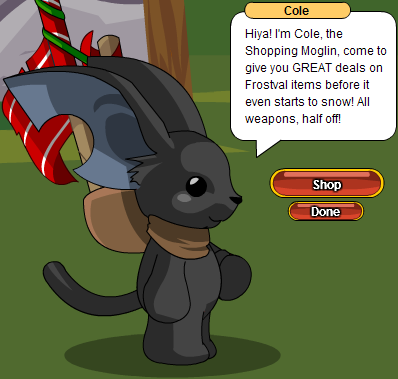 Cole
Hiya! I'm Cole, the
Shopping Moglin, come to
give you GREAT deals on
Frostval items before it
even starts to snow! All
weapons, half off!
Shop
Done